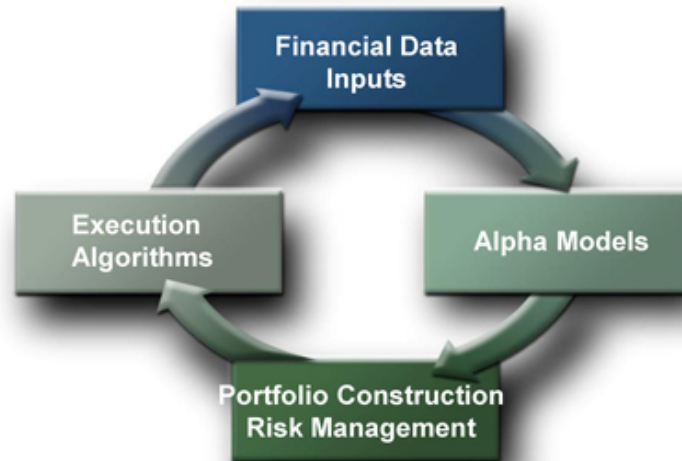 Financial Data
Inputs
Alpha Models
Portfolio Construction
Risk Management
Execution
Algorithms